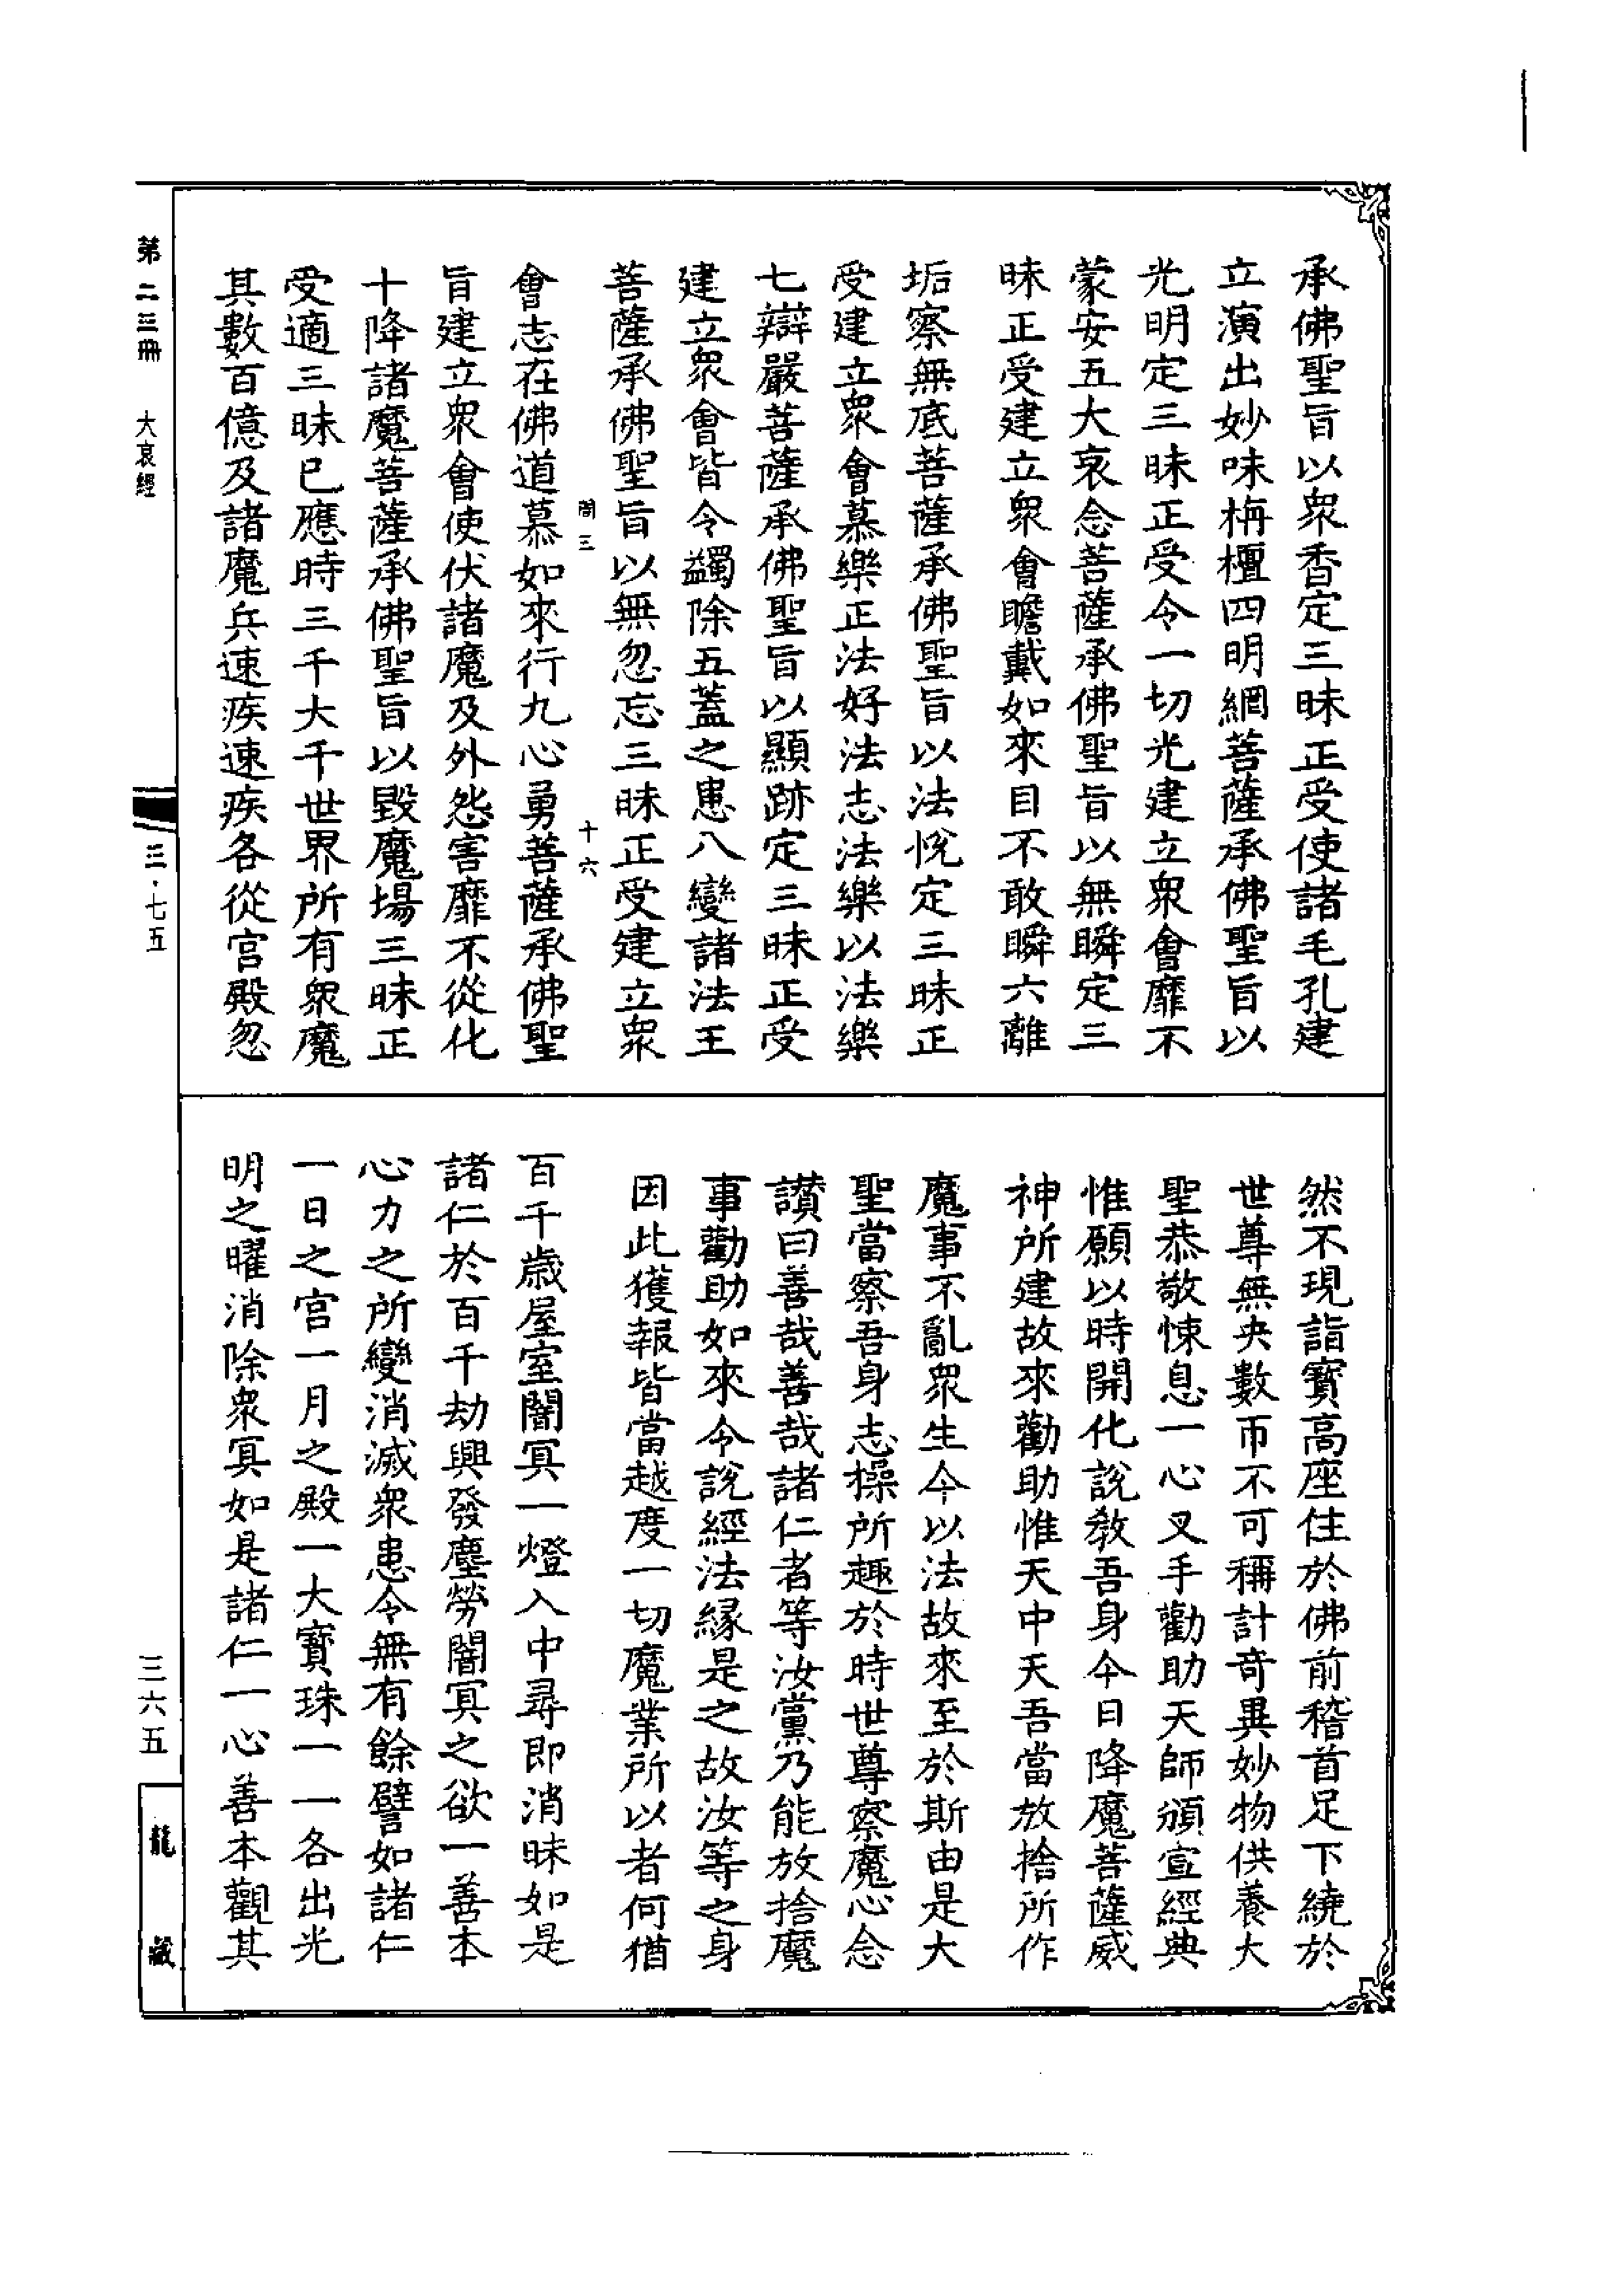 承佛聖旨以衆香定三昧正受使諸毛孔建
立演出妙味栴檀四明網菩薩承佛聖旨以
光明定三昧正受令一切光建立衆會靡不
蒙安五大哀念菩薩承佛聖旨以無瞬定三
昧正受建立衆會瞻戴如來目不敢瞬六離
垢察無底菩薩承佛聖旨以法悅定三昧正
受建立衆會慕樂正法好法志法樂以法樂
七辯嚴菩薩承佛聖旨以顯跡定三昧正受
建立衆會皆令蠲除五蓋之患八變諸法王
菩薩承佛聖旨以無忽忘三昧正受建立衆
十六
會志在佛道慕如來行九心勇菩薩承佛聖
旨建立衆會使伏諸魔及外怨害靡不從化
十降諸魔菩薩承佛聖旨以毀魔場三昧正
受適三昧已應時三千大千世界所有衆魔
其數百億及諸魔兵速疾速疾各從宮殿忽
然不現詣寶高座住於佛前稽首足下繞於
世尊無央數帀不可稱計奇異妙物供養大
聖恭敬悚息一心叉手勸助天師頒宣經典
惟願以時開化說教吾身今日降魔菩薩威
神所建故來勸助惟天中天吾當放捨所作
魔事不亂衆生今以法故來至於斯由是大
聖當察吾身志操所趣於時世尊察魔心念
讚曰善哉善哉諸仁者等汝黨乃能放捨魔
事勸助如來令說經法緣是之故汝等之身
因此獲報皆當越度一切魔業所以者何猶
百千歲屋室闇冥一燈入中尋即消昧如是
諸仁於百千劫興發塵勞闇冥之欲一善本
心力之所變消滅衆患令無有餘譬如諸仁
一日之宮一月之殿一大寶珠一一各出光
明之曜消除衆冥如是諸仁一心善本觀其
第二三冊 大哀經
三·七五
三六五
龍藏